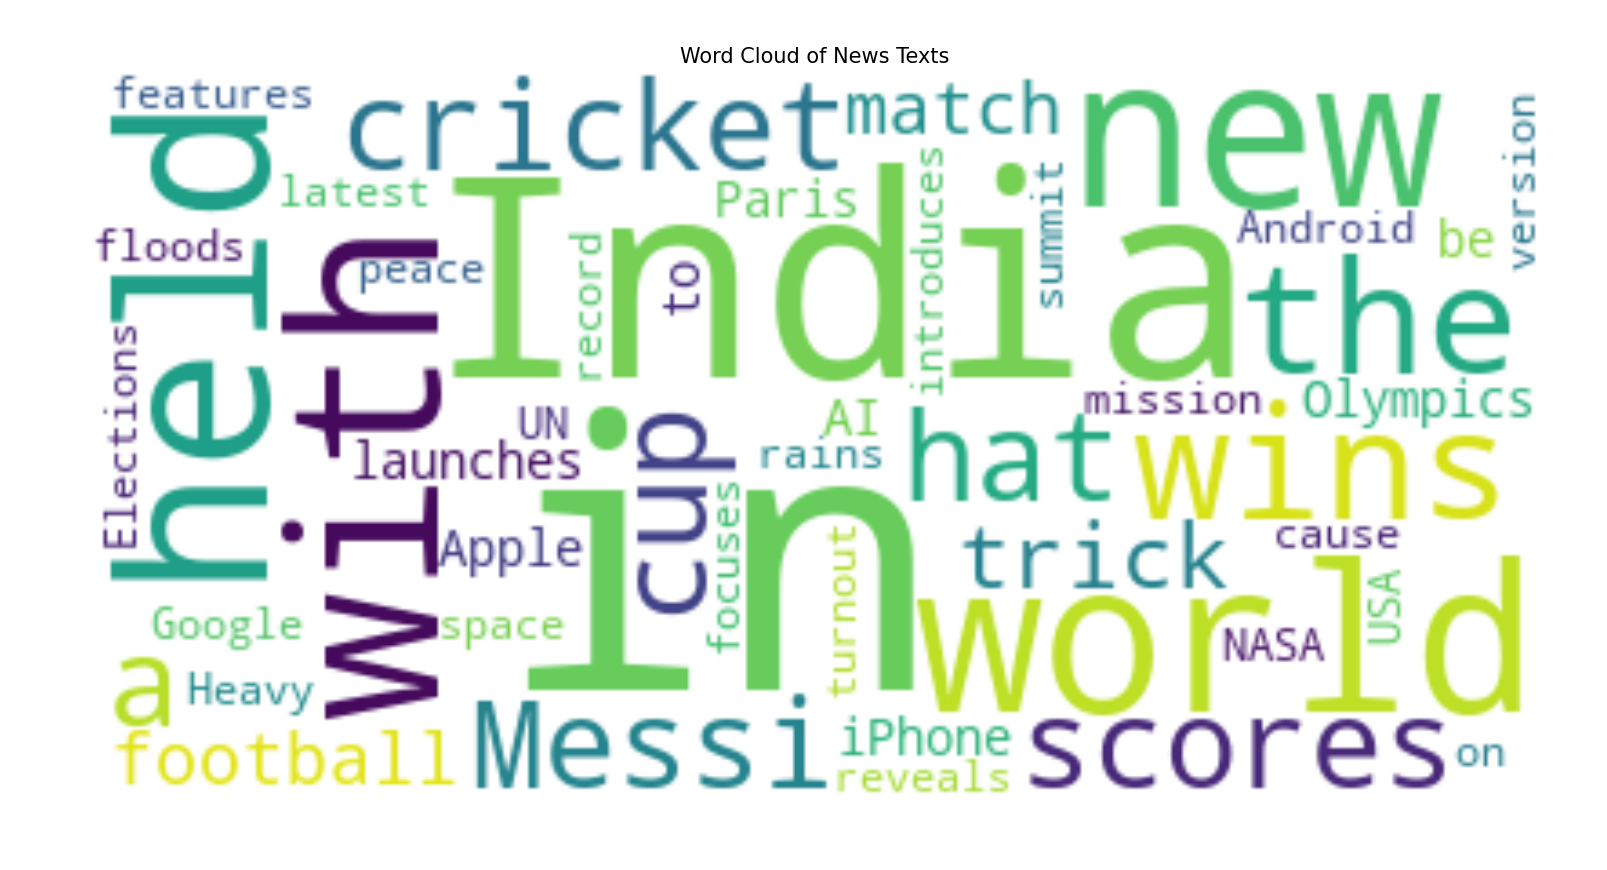 Word Cloud of News Texts
features
cricket
match
new
version
held
latest
India
Paris
introduces
summit
Android
be
floods
with
peace
record
to
the
Elections
UN
launches
in
cup
AI
rains
hat
mission
wins
Olympics
Apple
focuses
turnout
trick
cause
Google
space
world
NASA
USA
a
Heavy
football
Messi
iPhone
reveals
scores
on